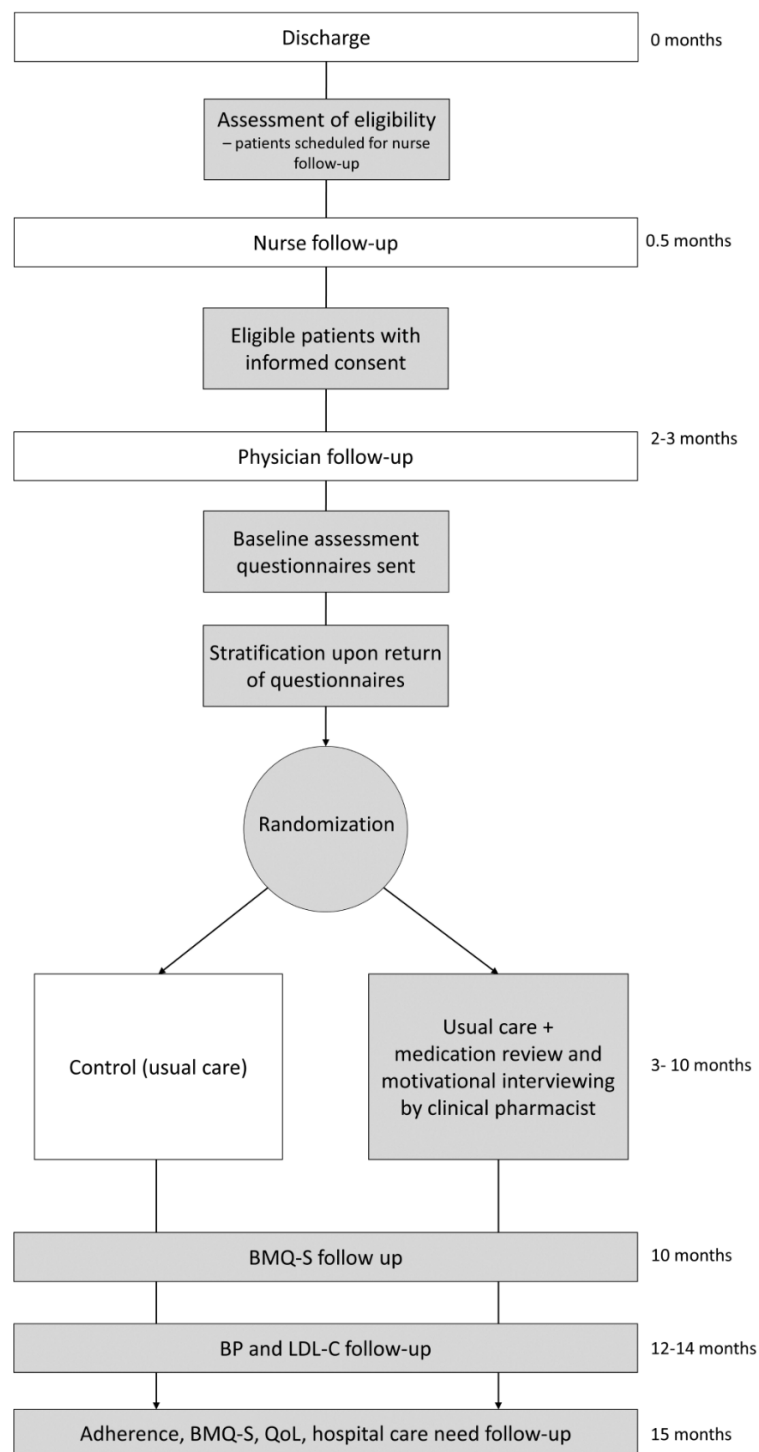 Discharge
0 months
Assessment of eligibility
– patients scheduled for nurse
follow-up
Nurse follow-up
0.5 months
Eligible patients with
informed consent
2-3 months
Physician follow-up
Baseline assessment
questionnaires sent
Stratification upon return
of questionnaires
Randomization
Control (usual care)
Usual care +
medication review and
motivational interviewing
by clinical pharmacist
3- 10 months
BMQ-S follow up
10 months
BP and LDL-C follow-up
12-14 months
Adherence, BMQ-S, QoL, hospital care need follow-up
15 months